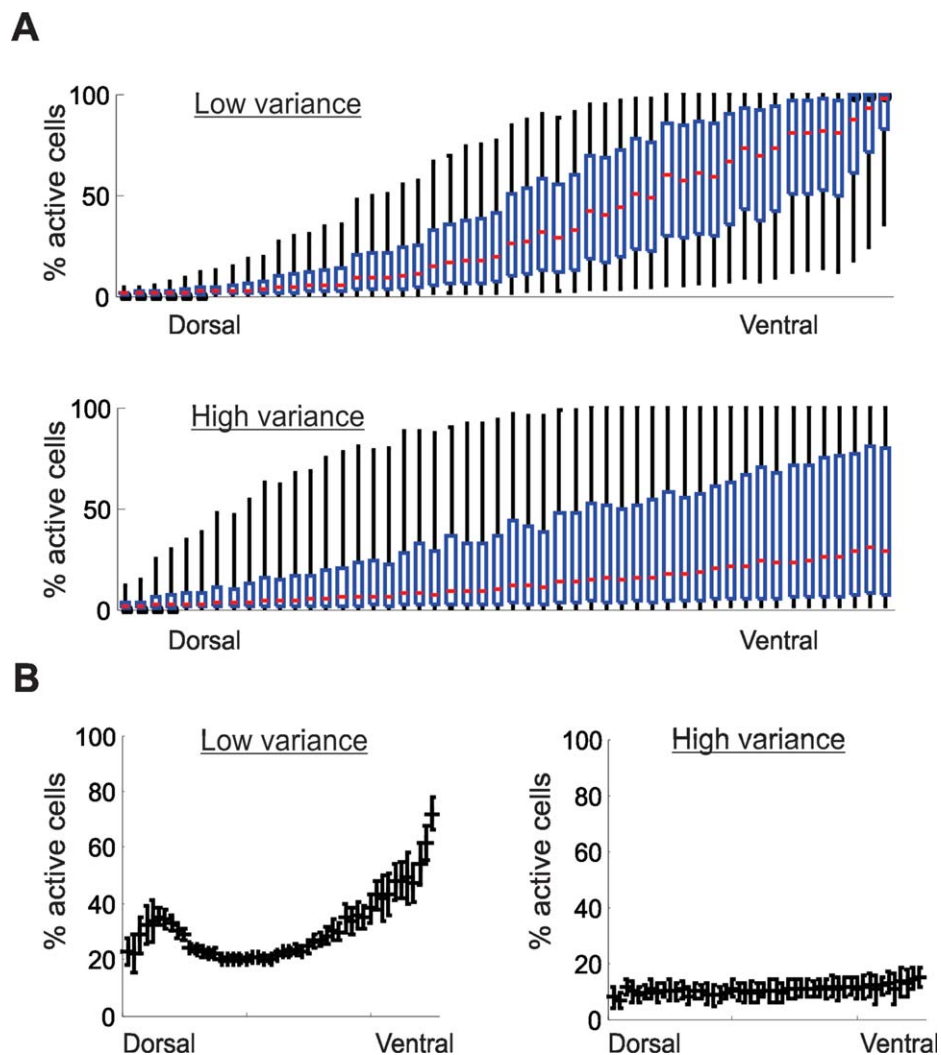 A
Low variance
% active cells
100
50
0
Dorsal
Ventral
High variance
% active cells
100
50
0
Dorsal
Ventral
B
Low variance
% active cells
100
80
60
40
20
0
Dorsal
Ventral
High variance
% active cells
100
80
60
40
20
0
Dorsal
Ventral